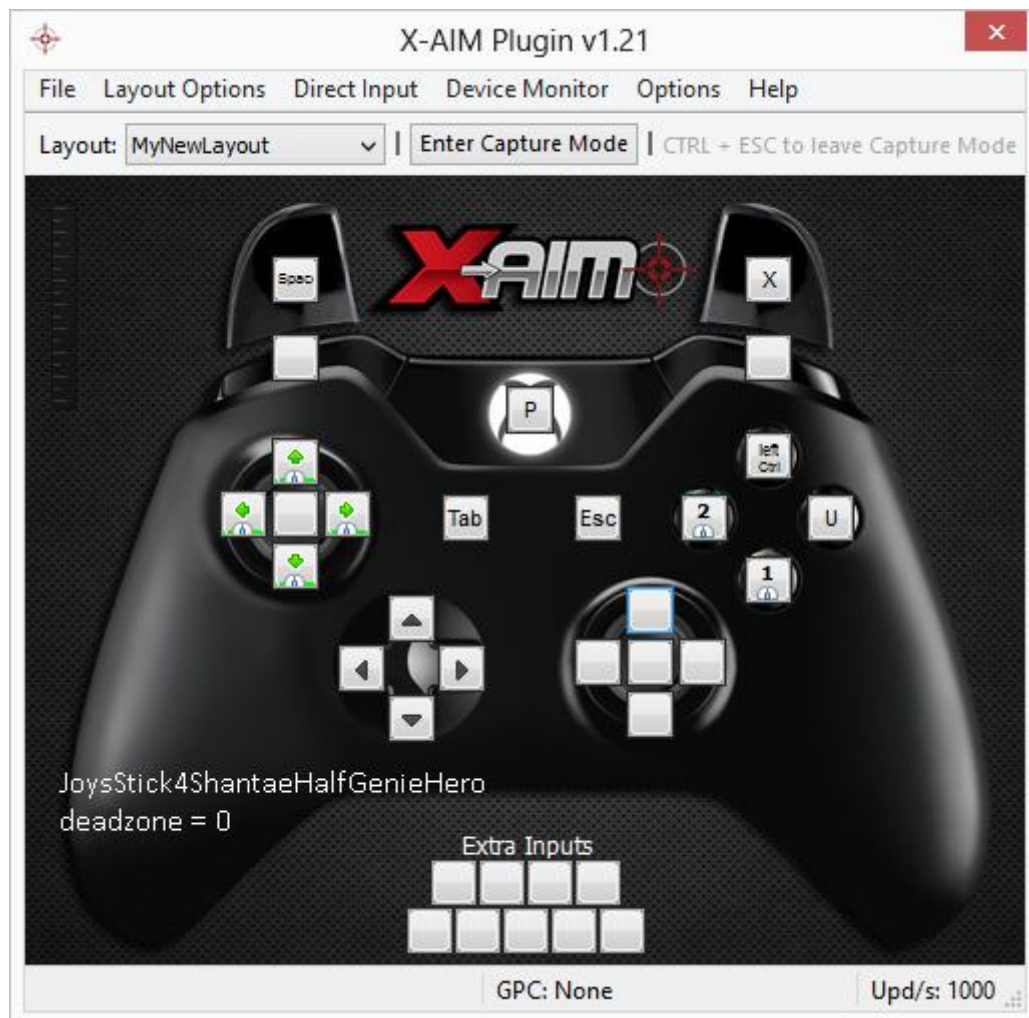 X-AIM Plugin v1.21
File Layout Options Direct Input Device Monitor Options Help
Layout: MyNewLayout | Enter Capture Mode | CTRL + ESC to leave Capture Mode
X-AIM
Spac X
P
left
Ctrl
Tab Esc 2 U
1
JoysStick4ShantaeHalfGenieHero
deadzone = 0
Extra Inputs
GPC: None Upd/s: 1000